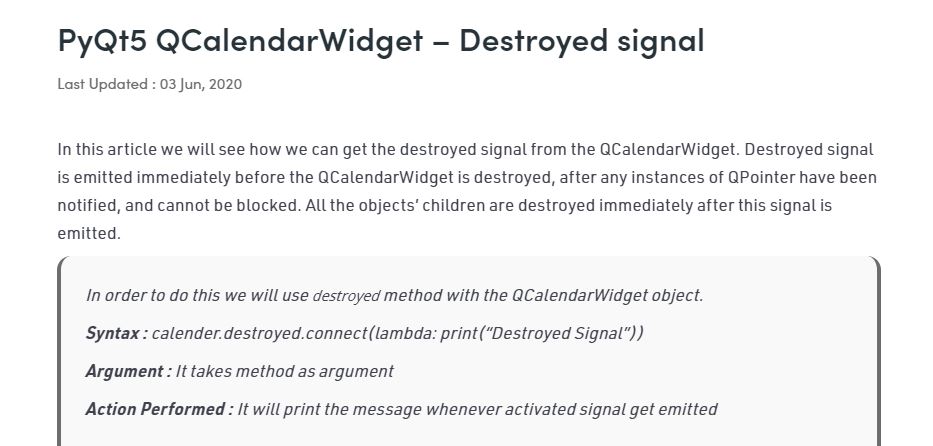 PyQt5 QCalendarWidget – Destroyed signal
Last Updated : 03 Jun, 2020
In this article we will see how we can get the destroyed signal from the QCalendarWidget. Destroyed signal
is emitted immediately before the QCalendarWidget is destroyed, after any instances of QPointer have been
notified, and cannot be blocked. All the objects’ children are destroyed immediately after this signal is
emitted.
In order to do this we will use destroyed method with the QCalendarWidget object.
Syntax : calender.destroyed.connect(lambda: print(“Destroyed Signal”))
Argument : It takes method as argument
Action Performed : It will print the message whenever activated signal get emitted